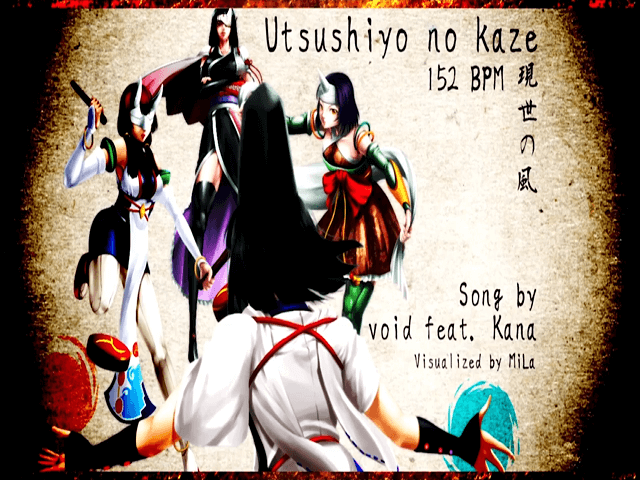 Utsushiyo no kaze
152 BPM
現世の風
Song by
void feat. Kana
Visualized by MiLa